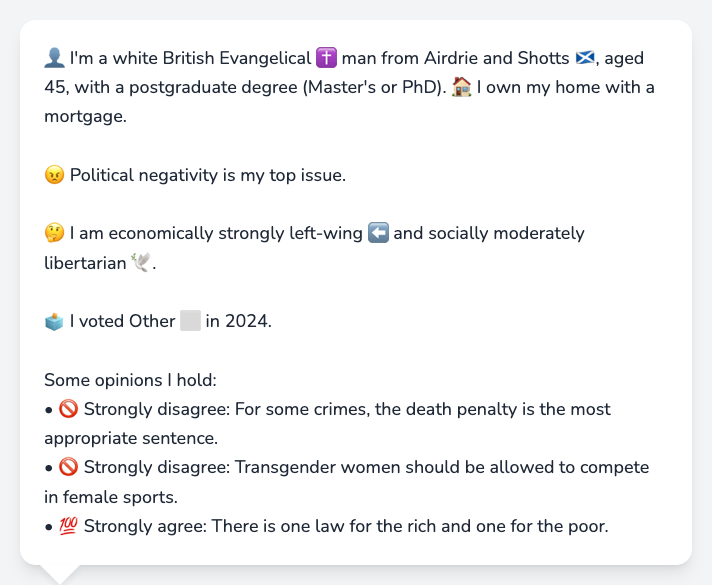 👤 I'm a white British Evangelical ✝️ man from Airdrie and Shotts 🏴󠁧󠁢󠁳󠁣󠁴󠁿, aged
45, with a postgraduate degree (Master's or PhD). 🏠 I own my home with a
mortgage.
😠 Political negativity is my top issue.
🤔 I am economically strongly left-wing ⬅️ and socially moderately
libertarian 🕊️.
🗳️ I voted Other ⬜ in 2024.
Some opinions I hold:
• 🚫 Strongly disagree: For some crimes, the death penalty is the most
appropriate sentence.
• 🚫 Strongly disagree: Transgender women should be allowed to compete
in female sports.
• 💯 Strongly agree: There is one law for the rich and one for the poor.